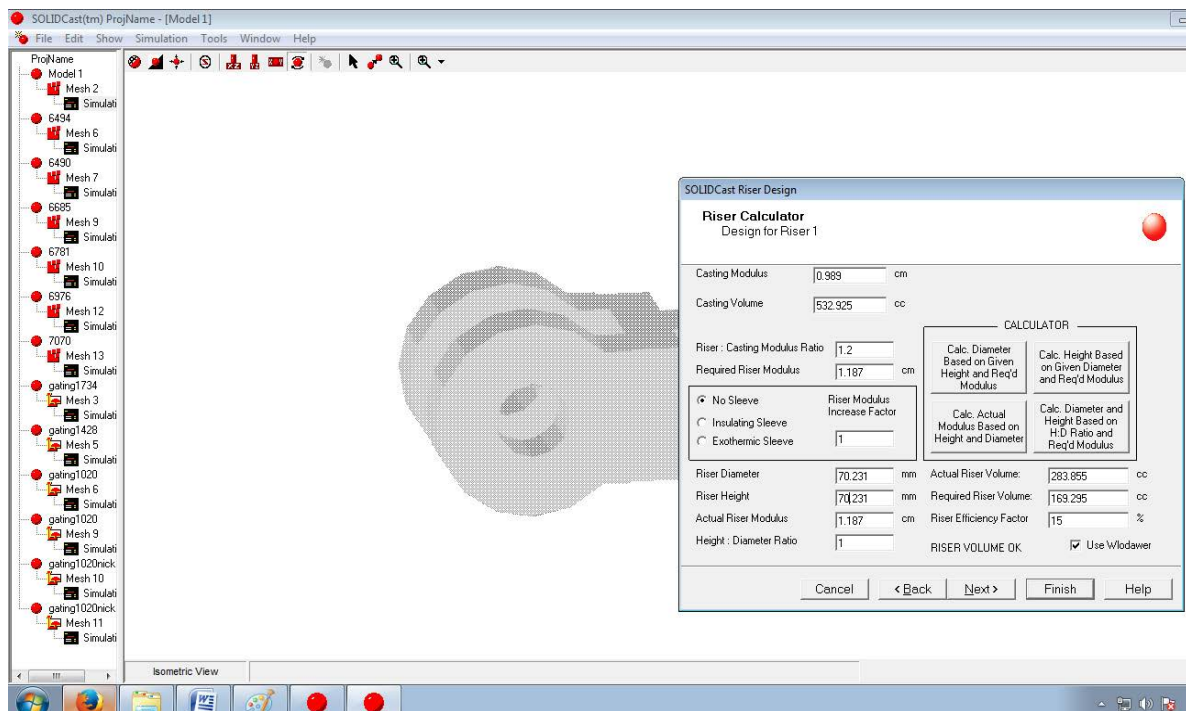 SOLIDCast(tm) ProjName - [Model 1]
File Edit Show Simulation Tools Window Help
ProjName
Model 1
Mesh 2
Simulati
6494
Mesh 6
Simulati
6490
Mesh 7
Simulati
6685
Mesh 9
Simulati
6781
Mesh 10
Simulati
6976
Mesh 12
Simulati
7070
Mesh 13
Simulati
gating1734
Mesh 3
Simulati
gating1428
Mesh 5
Simulati
gating1020
Mesh 6
Simulati
gating1020
Mesh 9
Simulati
gating1020nick
Mesh 10
Simulati
gating1020nick
Mesh 11
Simulati
Isometric View
SOLIDCast Riser Design
Riser Calculator
Design for Riser 1
Casting Modulus 0.989 cm
Casting Volume 532.925 cc
Riser : Casting Modulus Ratio 1.2
Required Riser Modulus 1.187 cm
No Sleeve
Insulating Sleeve
Exothermic Sleeve
Riser Modulus
Increase Factor
1
CALCULATOR
Calc. Diameter
Based on Given
Height and Req'd
Modulus
Calc. Height Based
on Given Diameter
and Req'd Modulus
Calc. Actual
Modulus Based on
Height and Diameter
Calc. Diameter and
Height Based on
H:D Ratio and
Req'd Modulus
Riser Diameter 70.231 mm
Riser Height 70.231 mm
Actual Riser Modulus 1.187 cm
Height : Diameter Ratio 1
Actual Riser Volume: 283.855 cc
Required Riser Volume: 169.295 cc
Riser Efficiency Factor 15 %
RISER VOLUME OK Use Wlodawer
Cancel < Back Next > Finish Help